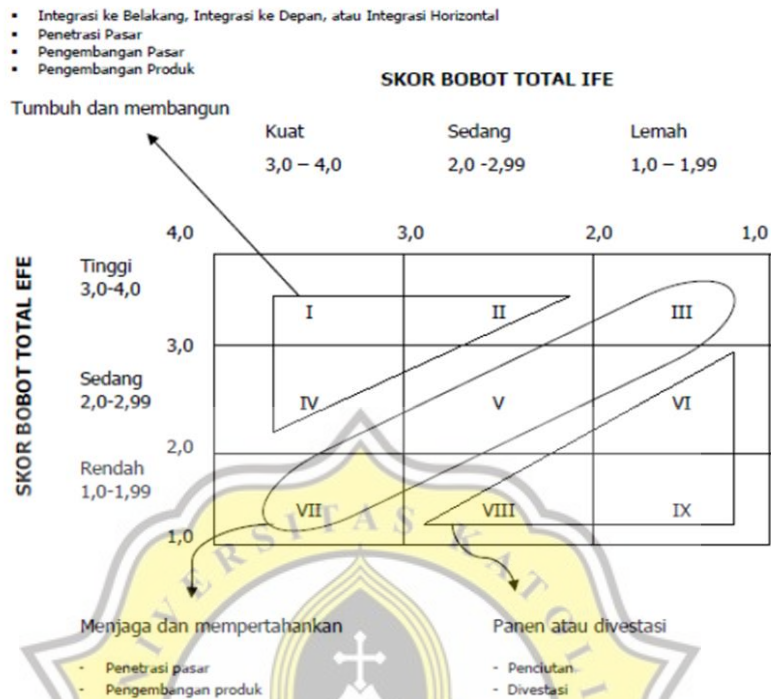 ▪ Integrasi ke Belakang, Integrasi ke Depan, atau Integrasi Horizontal
▪ Penetrasi Pasar
▪ Pengembangan Pasar
▪ Pengembangan Produk
SKOR BOBOT TOTAL IFE
Tumbuh dan membangun
Kuat Sedang Lemah
3,0 – 4,0 2,0 -2,99 1,0 – 1,99
4,0 3,0 2,0 1,0
SKOR BOBOT TOTAL EFE
Tinggi
3,0-4,0
I II III
3,0
Sedang
2,0-2,99
IV V VI
2,0
Rendah
1,0-1,99
VII VIII IX
1,0
Menjaga dan mempertahankan Panen atau divestasi
- Penetrasi pasar - Penciutan
- Pengembangan produk - Divestasi